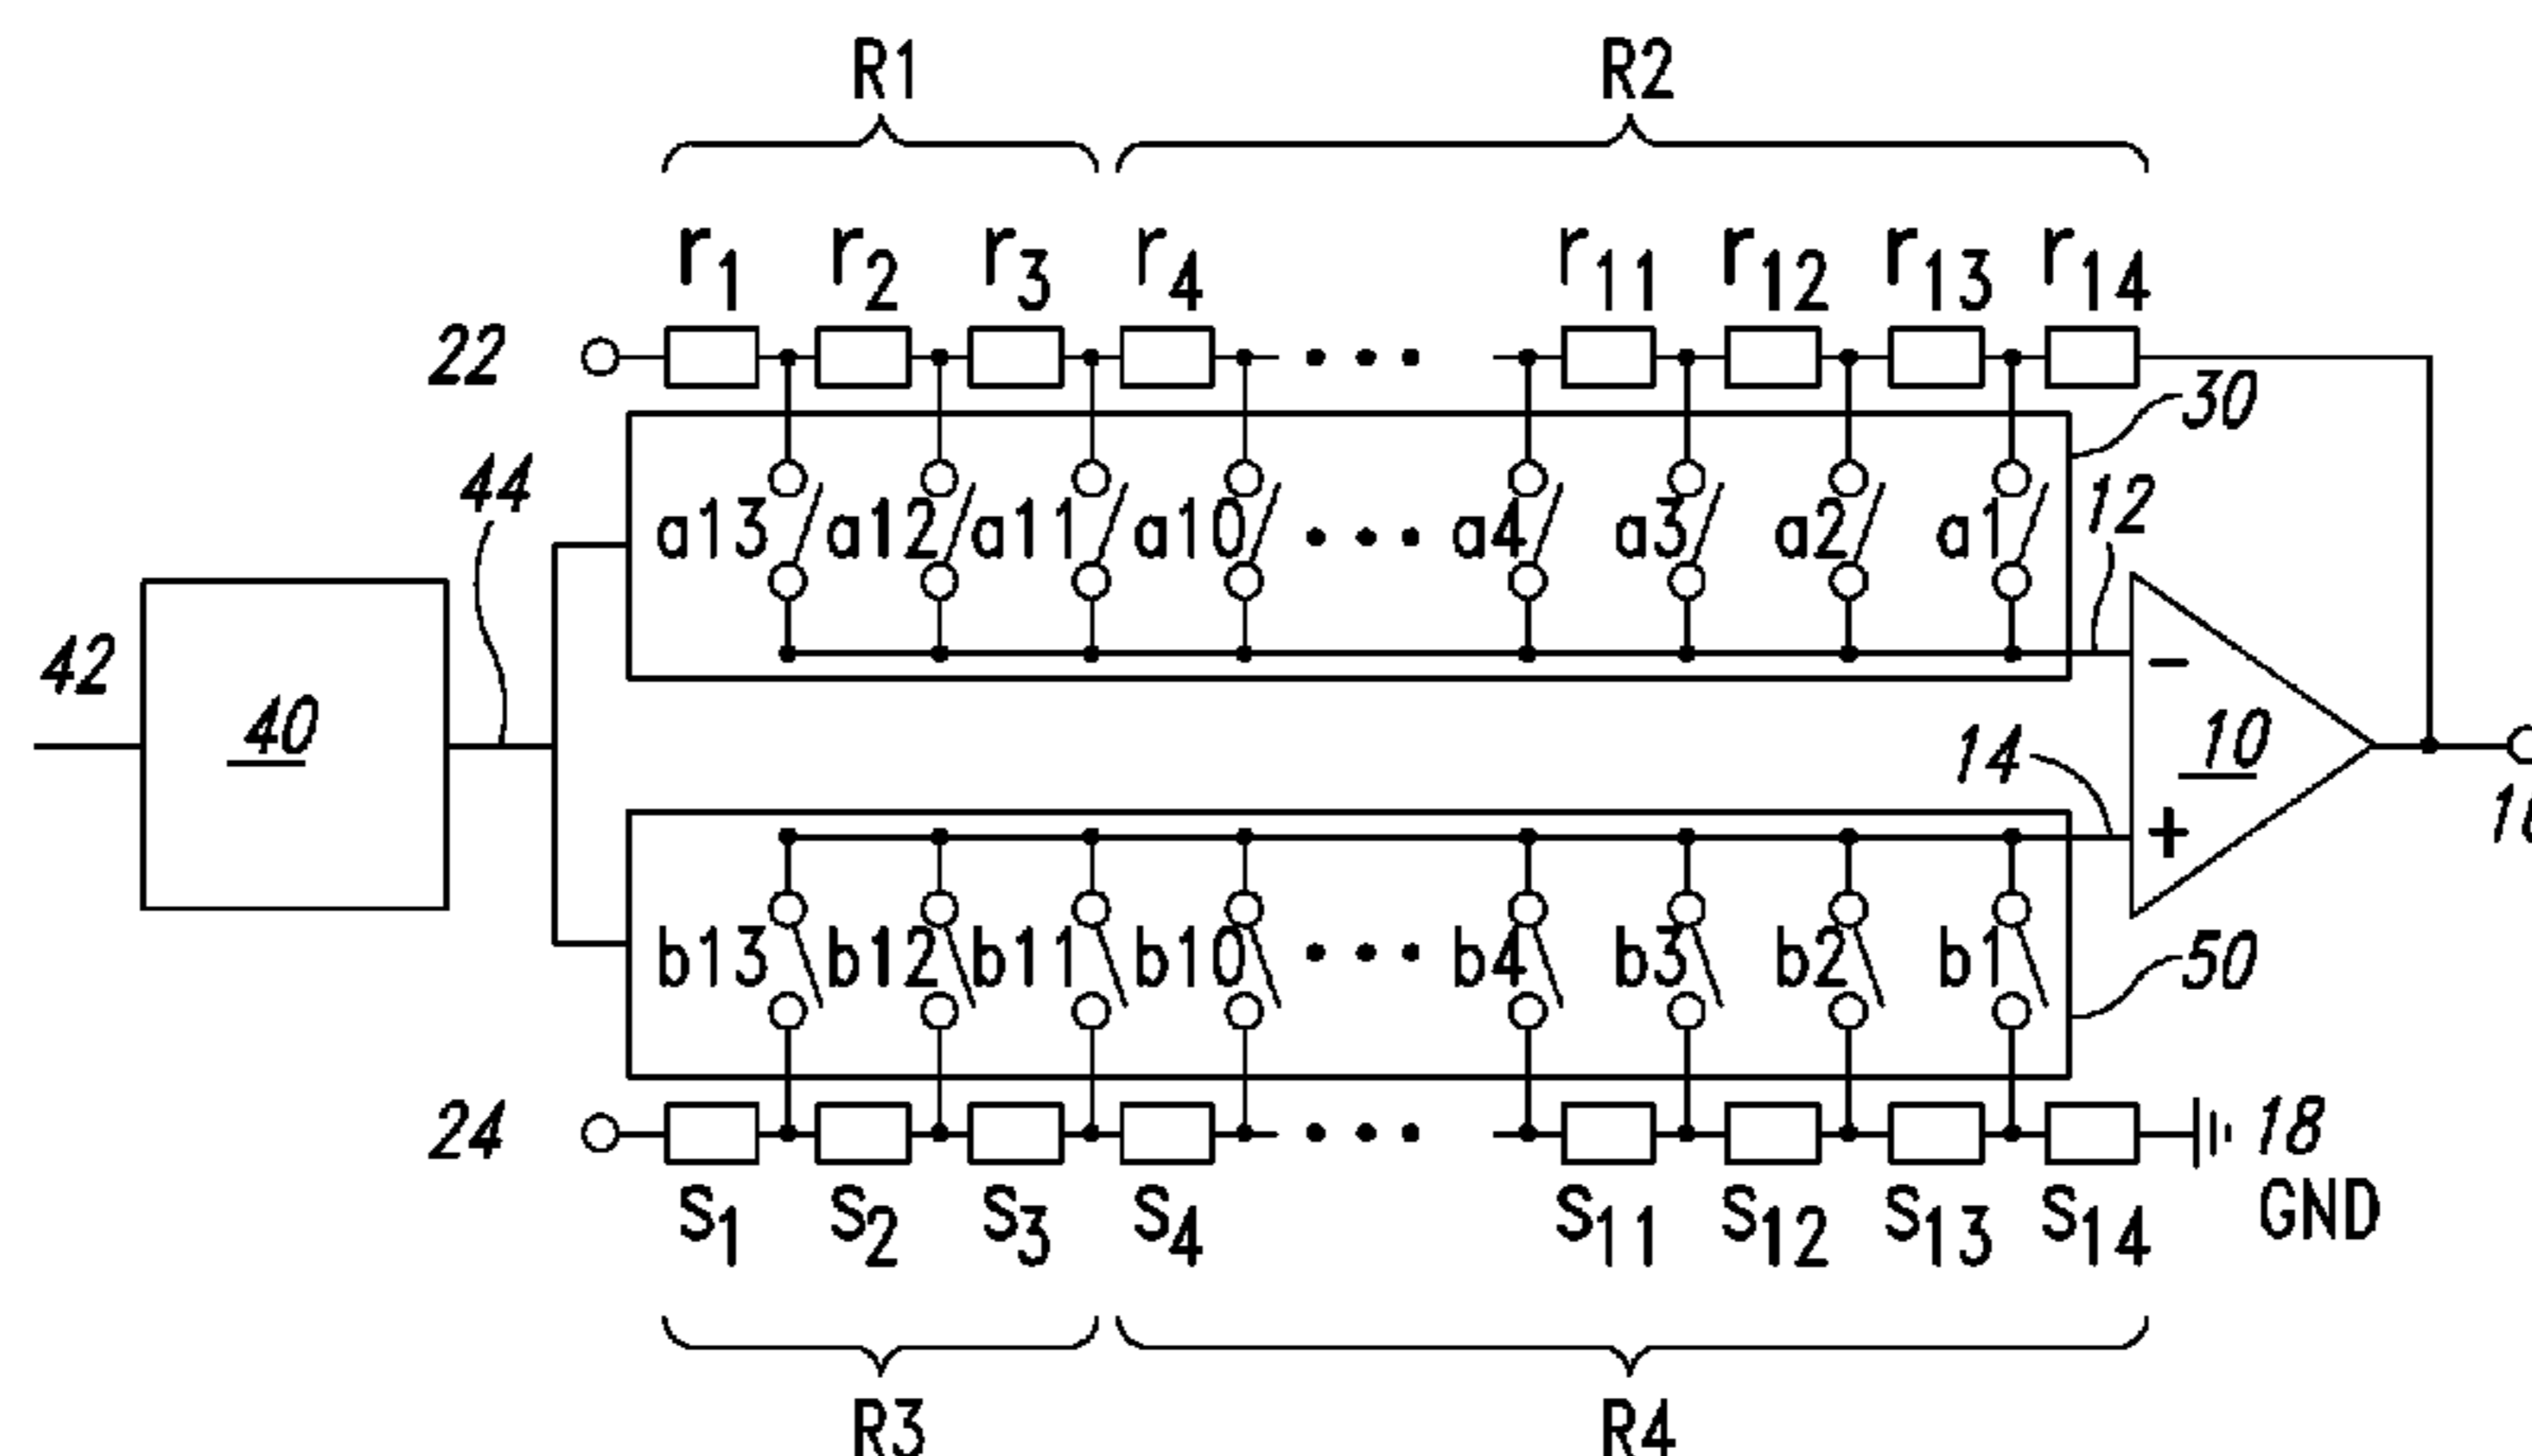 R1 R2
r1 r2 r3 r4 r11 r12 r13 r14
22
30
44
a13 a12 a11 a10 a4 a3 a2 a1 12
42
40
14 10
- +
b13 b12 b11 b10 b4 b3 b2 b1
50
24
18
GND
s1 s2 s3 s4 s11 s12 s13 s14
R3 R4